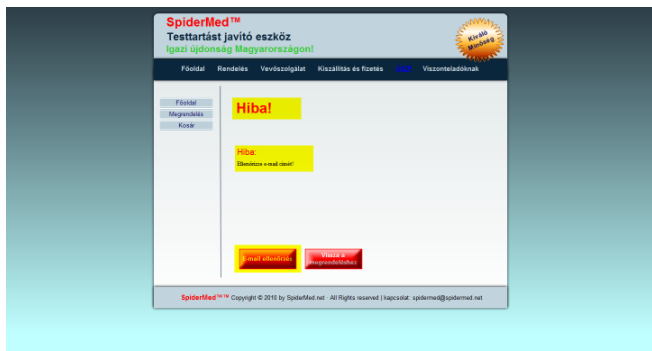 SpiderMed™
Testtartást javító eszköz
Igazi újdonság Magyarországon!
Kiváló
Minőség
Főoldal Rendelés Vevőszolgálat Kiszállítás és fizetés Viszonteladóknak
Főoldal
Megrendelés
Kosár
Hiba!
Hiba:
Ellenőrizze e-mail címét!
E-mail ellenőrzés
Vissza a
megrendeléshez
SpiderMed™™ Copyright © 2010 by SpiderMed.net - All Rights reserved | kapcsolat: spidermed@spidermed.net